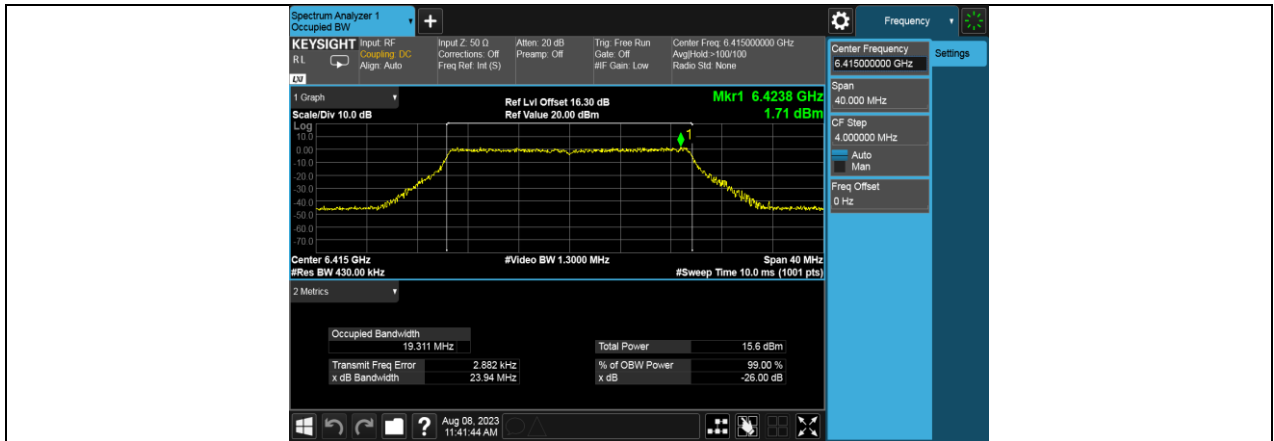 Spectrum Analyzer 1
Occupied BW
+
Frequency
KEYSIGHT
RL
LXI
Input: RF
Coupling: DC
Align: Auto
Input Z: 50 Ω
Corrections: Off
Freq Ref: Int (S)
Atten: 20 dB
Preamp: Off
Trig: Free Run
Gate: Off
#IF Gain: Low
Center Freq: 6.415000000 GHz
Avg|Hold:>100/100
Radio Std: None
1 Graph
Scale/Div 10.0 dB
Ref Lvl Offset 16.30 dB
Ref Value 20.00 dBm
Mkr1 6.4238 GHz
1.71 dBm
Log
10.0
0.00
-10.0
-20.0
-30.0
-40.0
-50.0
-60.0
-70.0
1
Center 6.415 GHz
#Res BW 430.00 kHz
#Video BW 1.3000 MHz
Span 40 MHz
#Sweep Time 10.0 ms (1001 pts)
2 Metrics
Occupied Bandwidth
19.311 MHz
Transmit Freq Error 2.882 kHz
x dB Bandwidth 23.94 MHz
Total Power 15.6 dBm
% of OBW Power 99.00 %
x dB -26.00 dB
Center Frequency
6.415000000 GHz
Span
40.000 MHz
CF Step
4.000000 MHz
Auto
Man
Freq Offset
0 Hz
Settings
?
Aug 08, 2023
11:41:44 AM